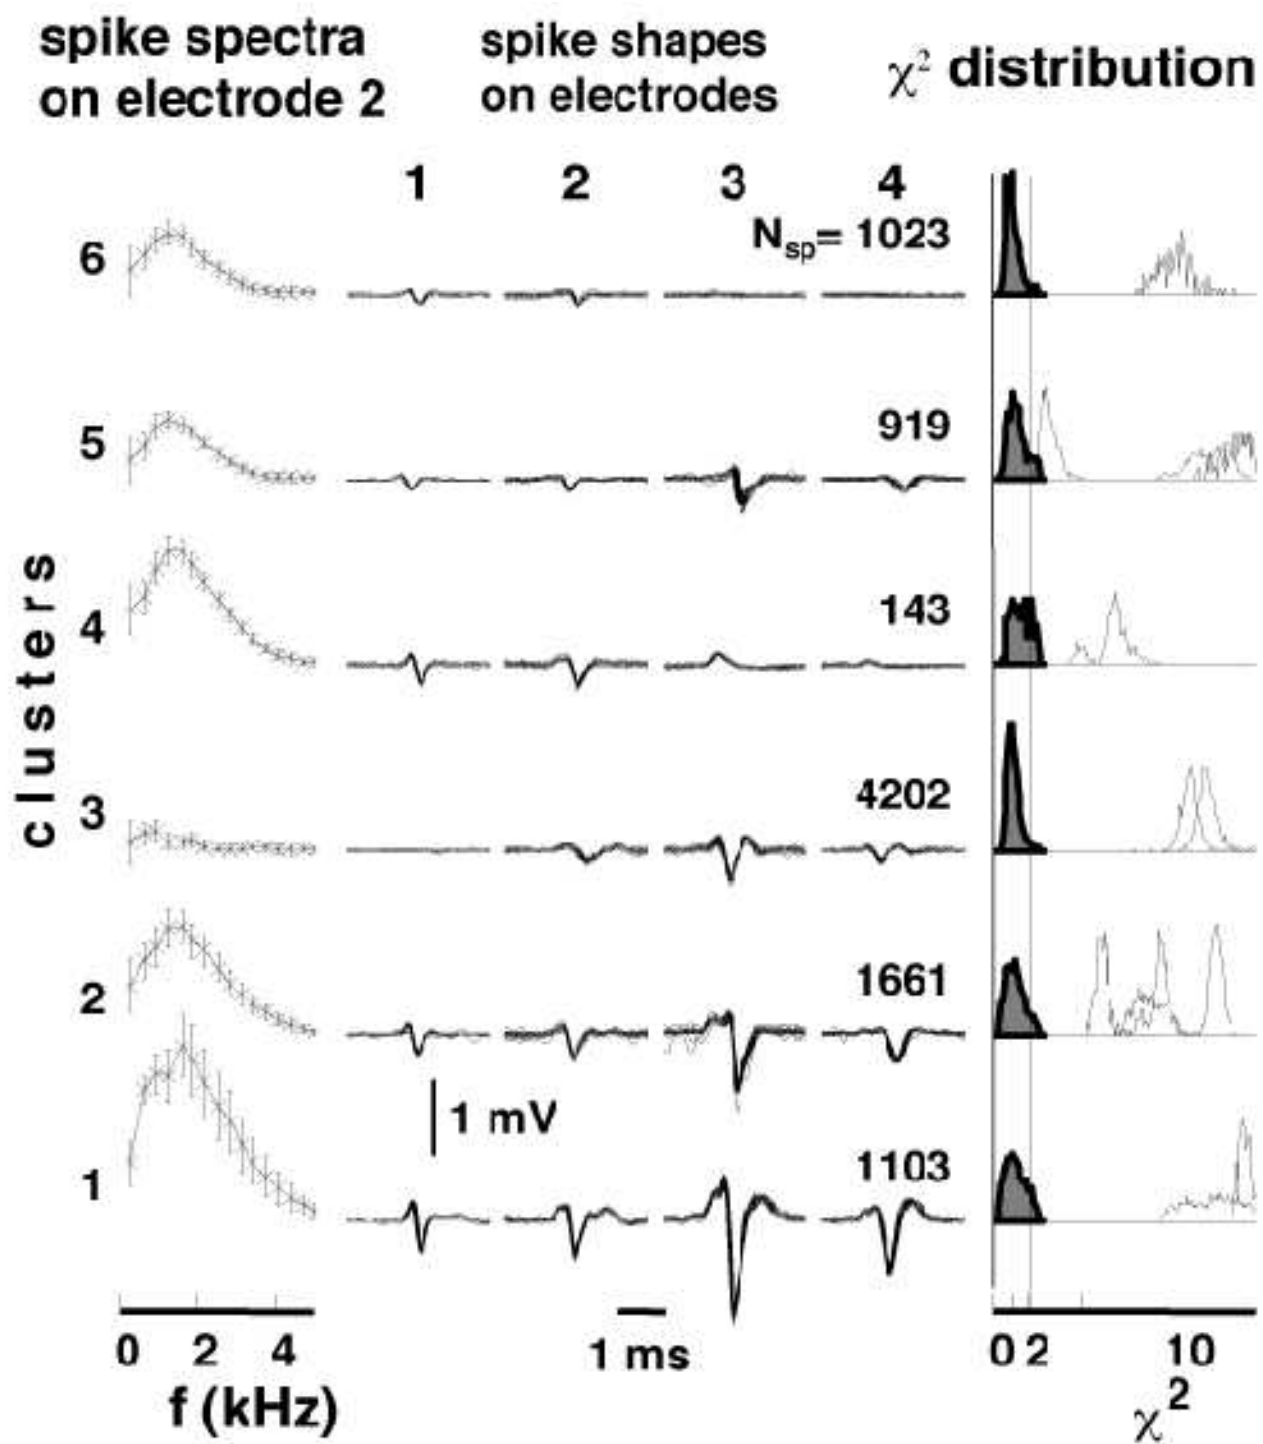 spike spectra
on electrode 2
spike shapes
on electrodes
χ² distribution
1 2 3 4
6
Nsp= 1023
5
919
4
143
3
4202
2
1661
1 mV
1
1103
clusters
0 2 4
f (kHz)
1 ms
0 2 10
χ²